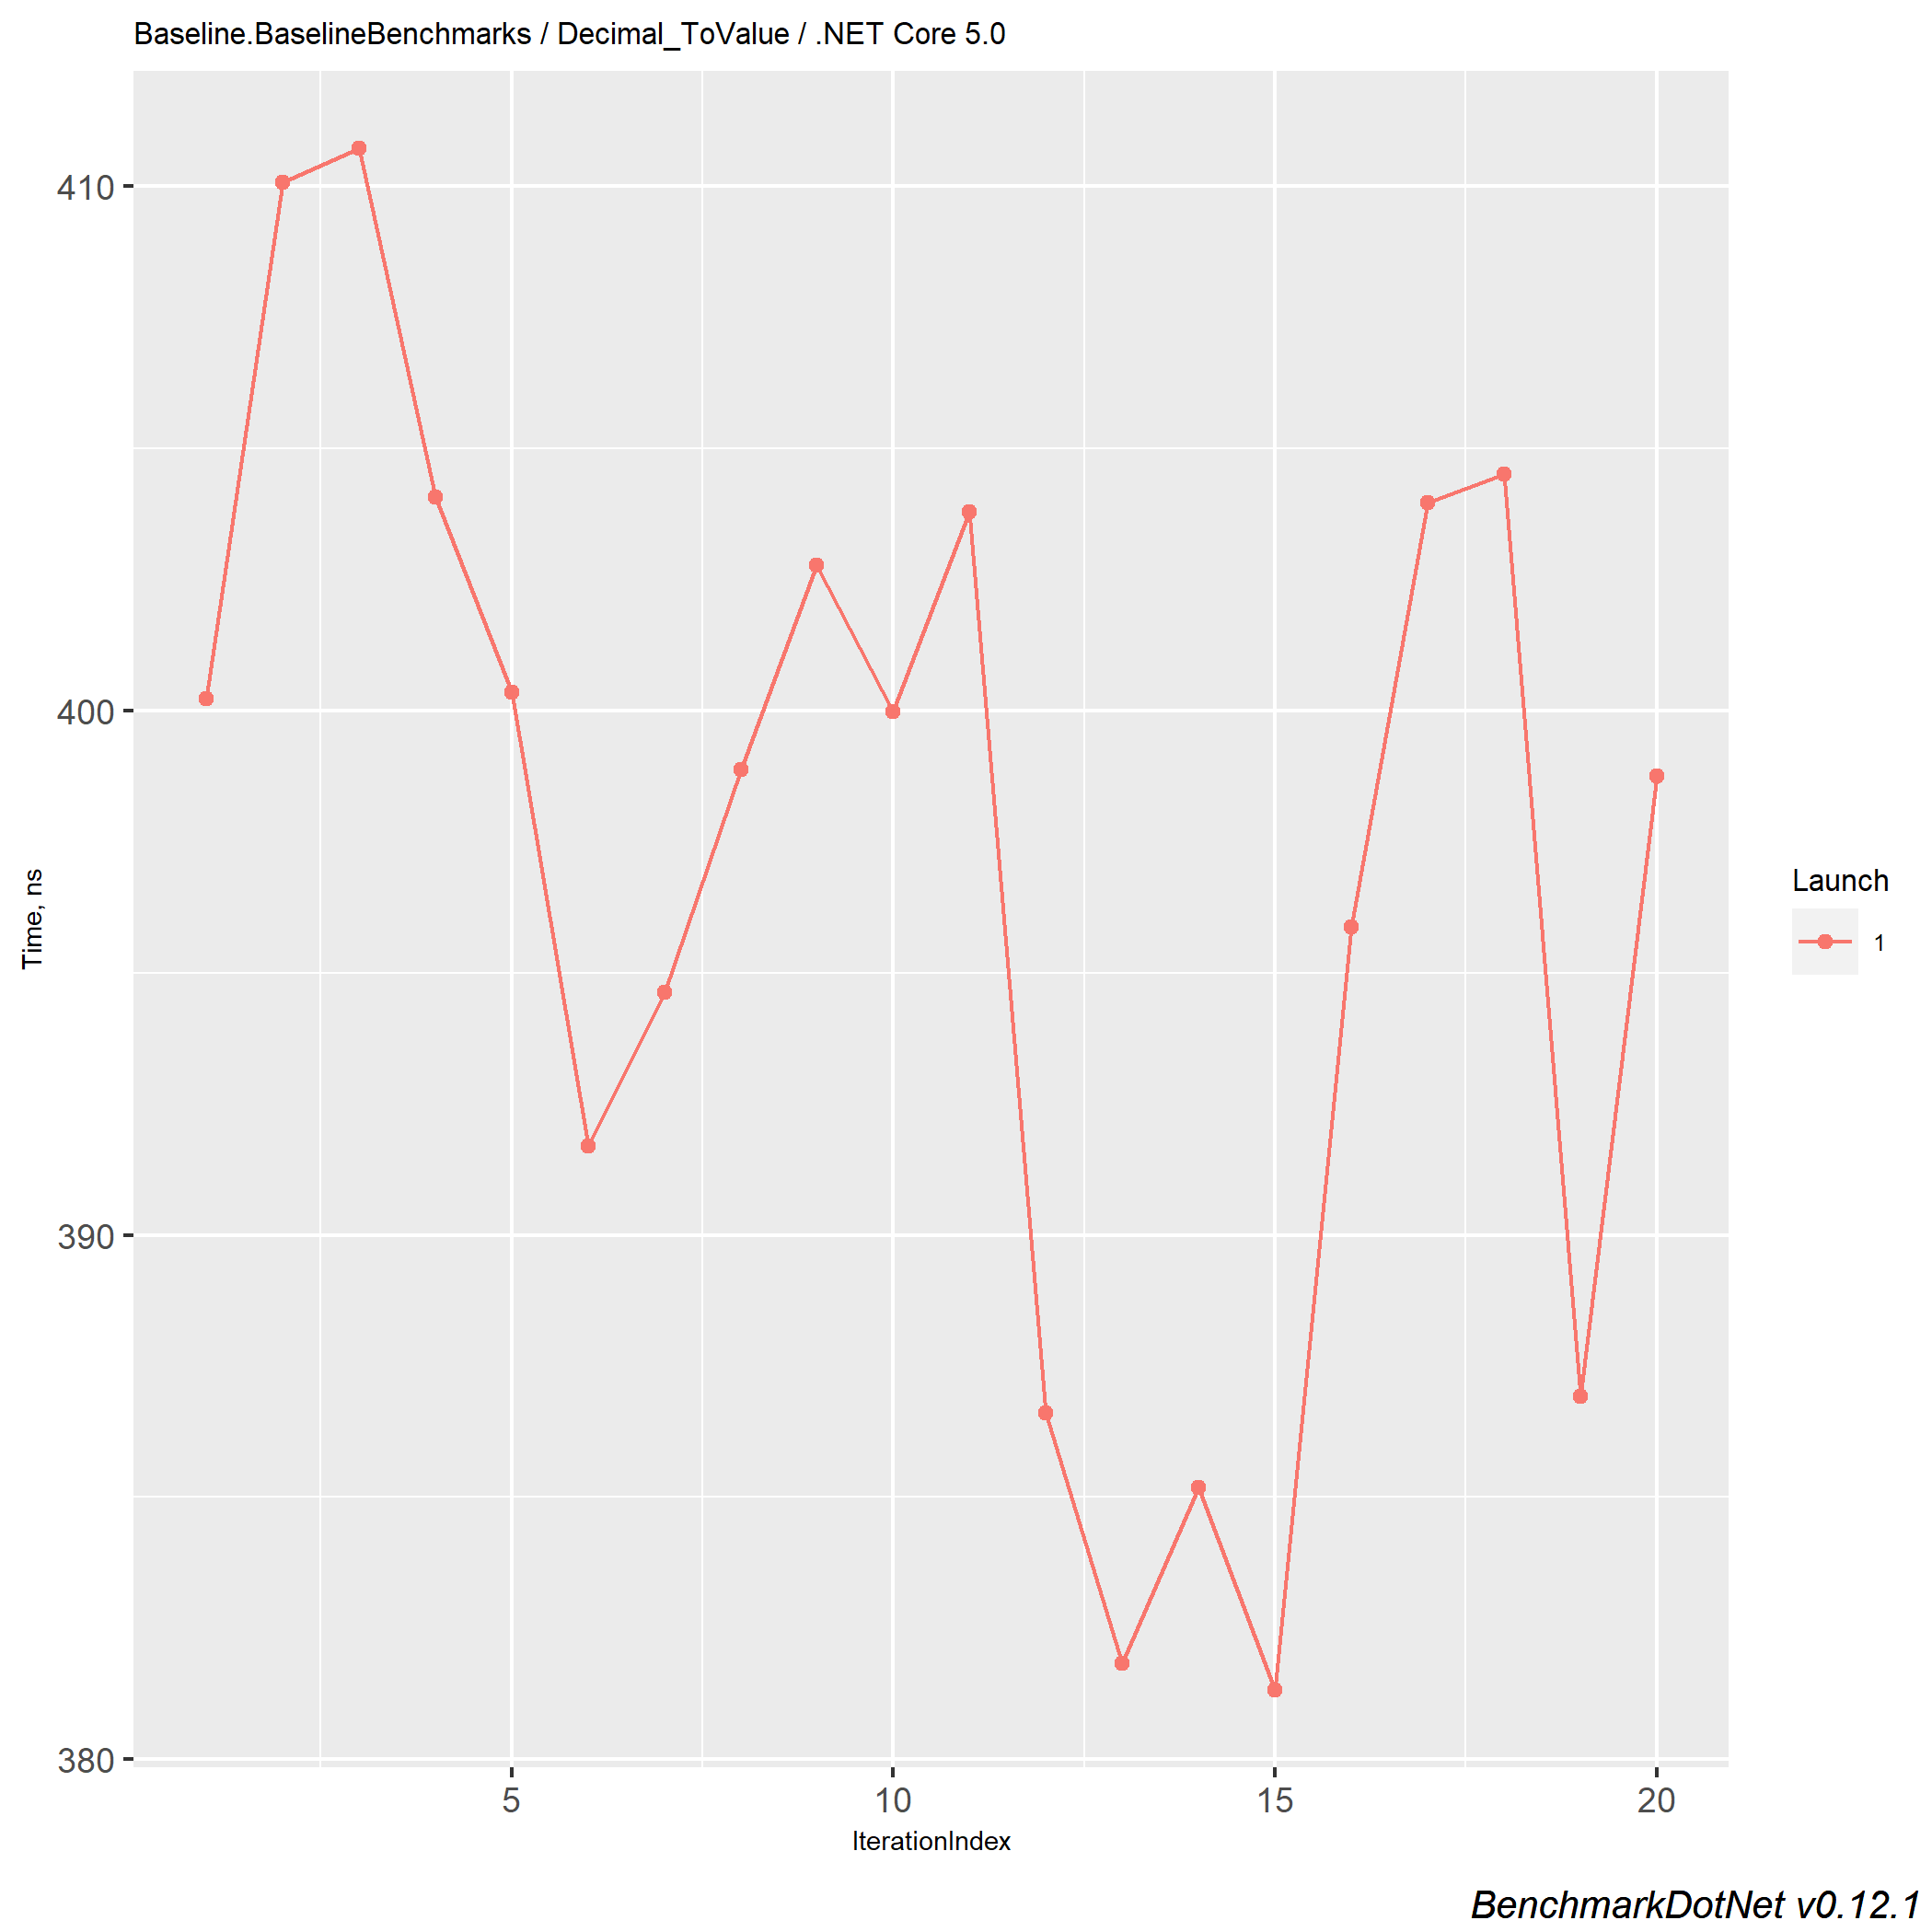 Baseline.BaselineBenchmarks / Decimal_ToValue / .NET Core 5.0
410
400
390
380
Time, ns
5 10 15 20
IterationIndex
Launch
1
BenchmarkDotNet v0.12.1